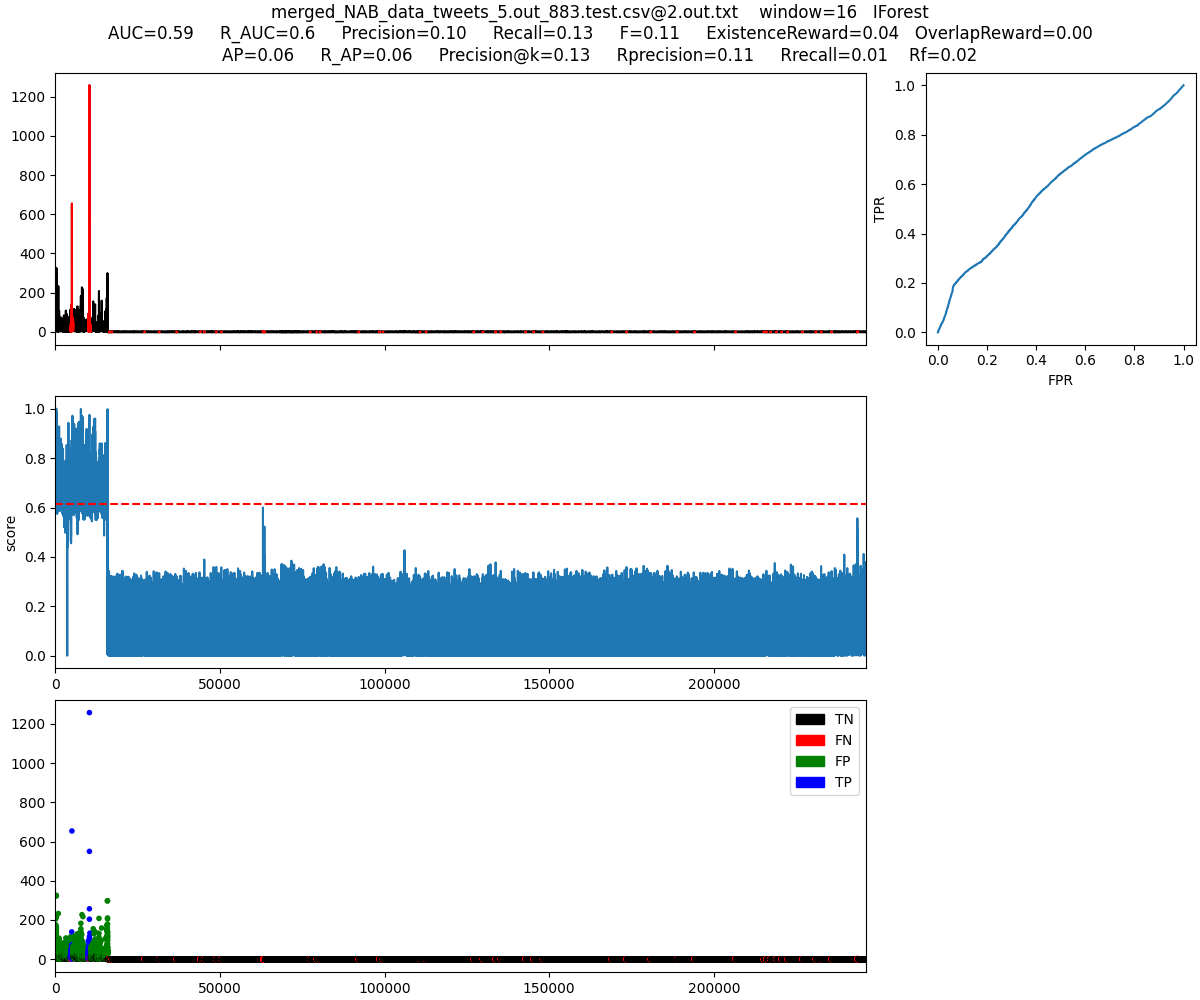 merged_NAB_data_tweets_5.out_883.test.csv@2.out.txt window=16 IForest
AUC=0.59 R_AUC=0.6 Precision=0.10 Recall=0.13 F=0.11 ExistenceReward=0.04 OverlapReward=0.00
AP=0.06 R_AP=0.06 Precision@k=0.13 Rprecision=0.11 Rrecall=0.01 Rf=0.02
1200
1000
800
600
400
200
0
1.0
0.8
0.6
0.4
0.2
0.0
TPR
0.0 0.2 0.4 0.6 0.8 1.0
FPR
1.0
0.8
0.6
0.4
0.2
0.0
score
0 50000 100000 150000 200000
1200
1000
800
600
400
200
0
TN
FN
FP
TP
0 50000 100000 150000 200000